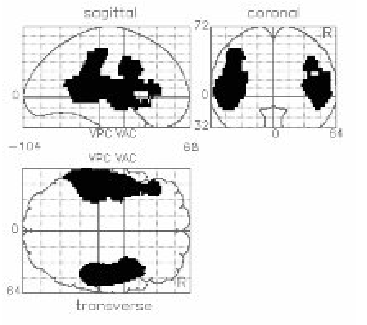 sagittal
coronal
72
R
0
0
32
VPC VAC
0
64
-104
68
VPC VAC
0
R
64
transverse